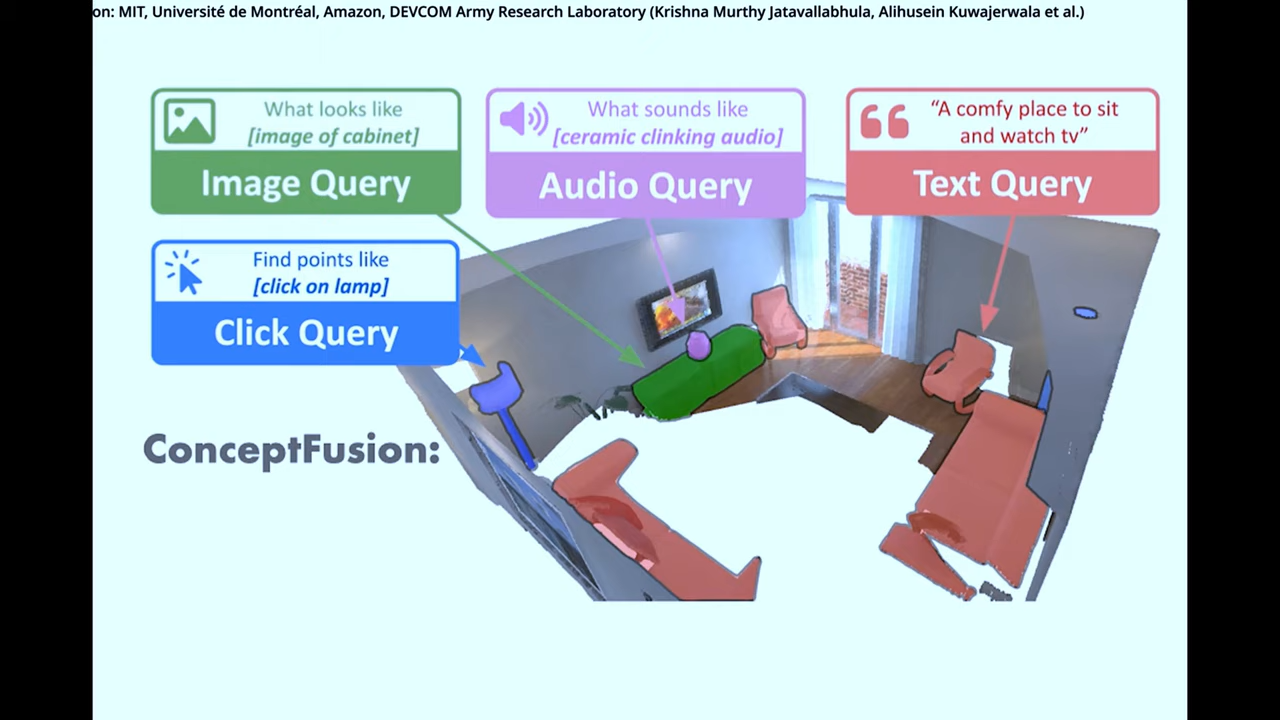 on: MIT, Université de Montréal, Amazon, DEVCOM Army Research Laboratory (Krishna Murthy Jatavallabhula, Alihusein Kuwajerwala et al.)
What looks like
[image of cabinet]
Image Query
What sounds like
[ceramic clinking audio]
Audio Query
“A comfy place to sit
and watch tv”
Text Query
Find points like
[click on lamp]
Click Query
ConceptFusion: